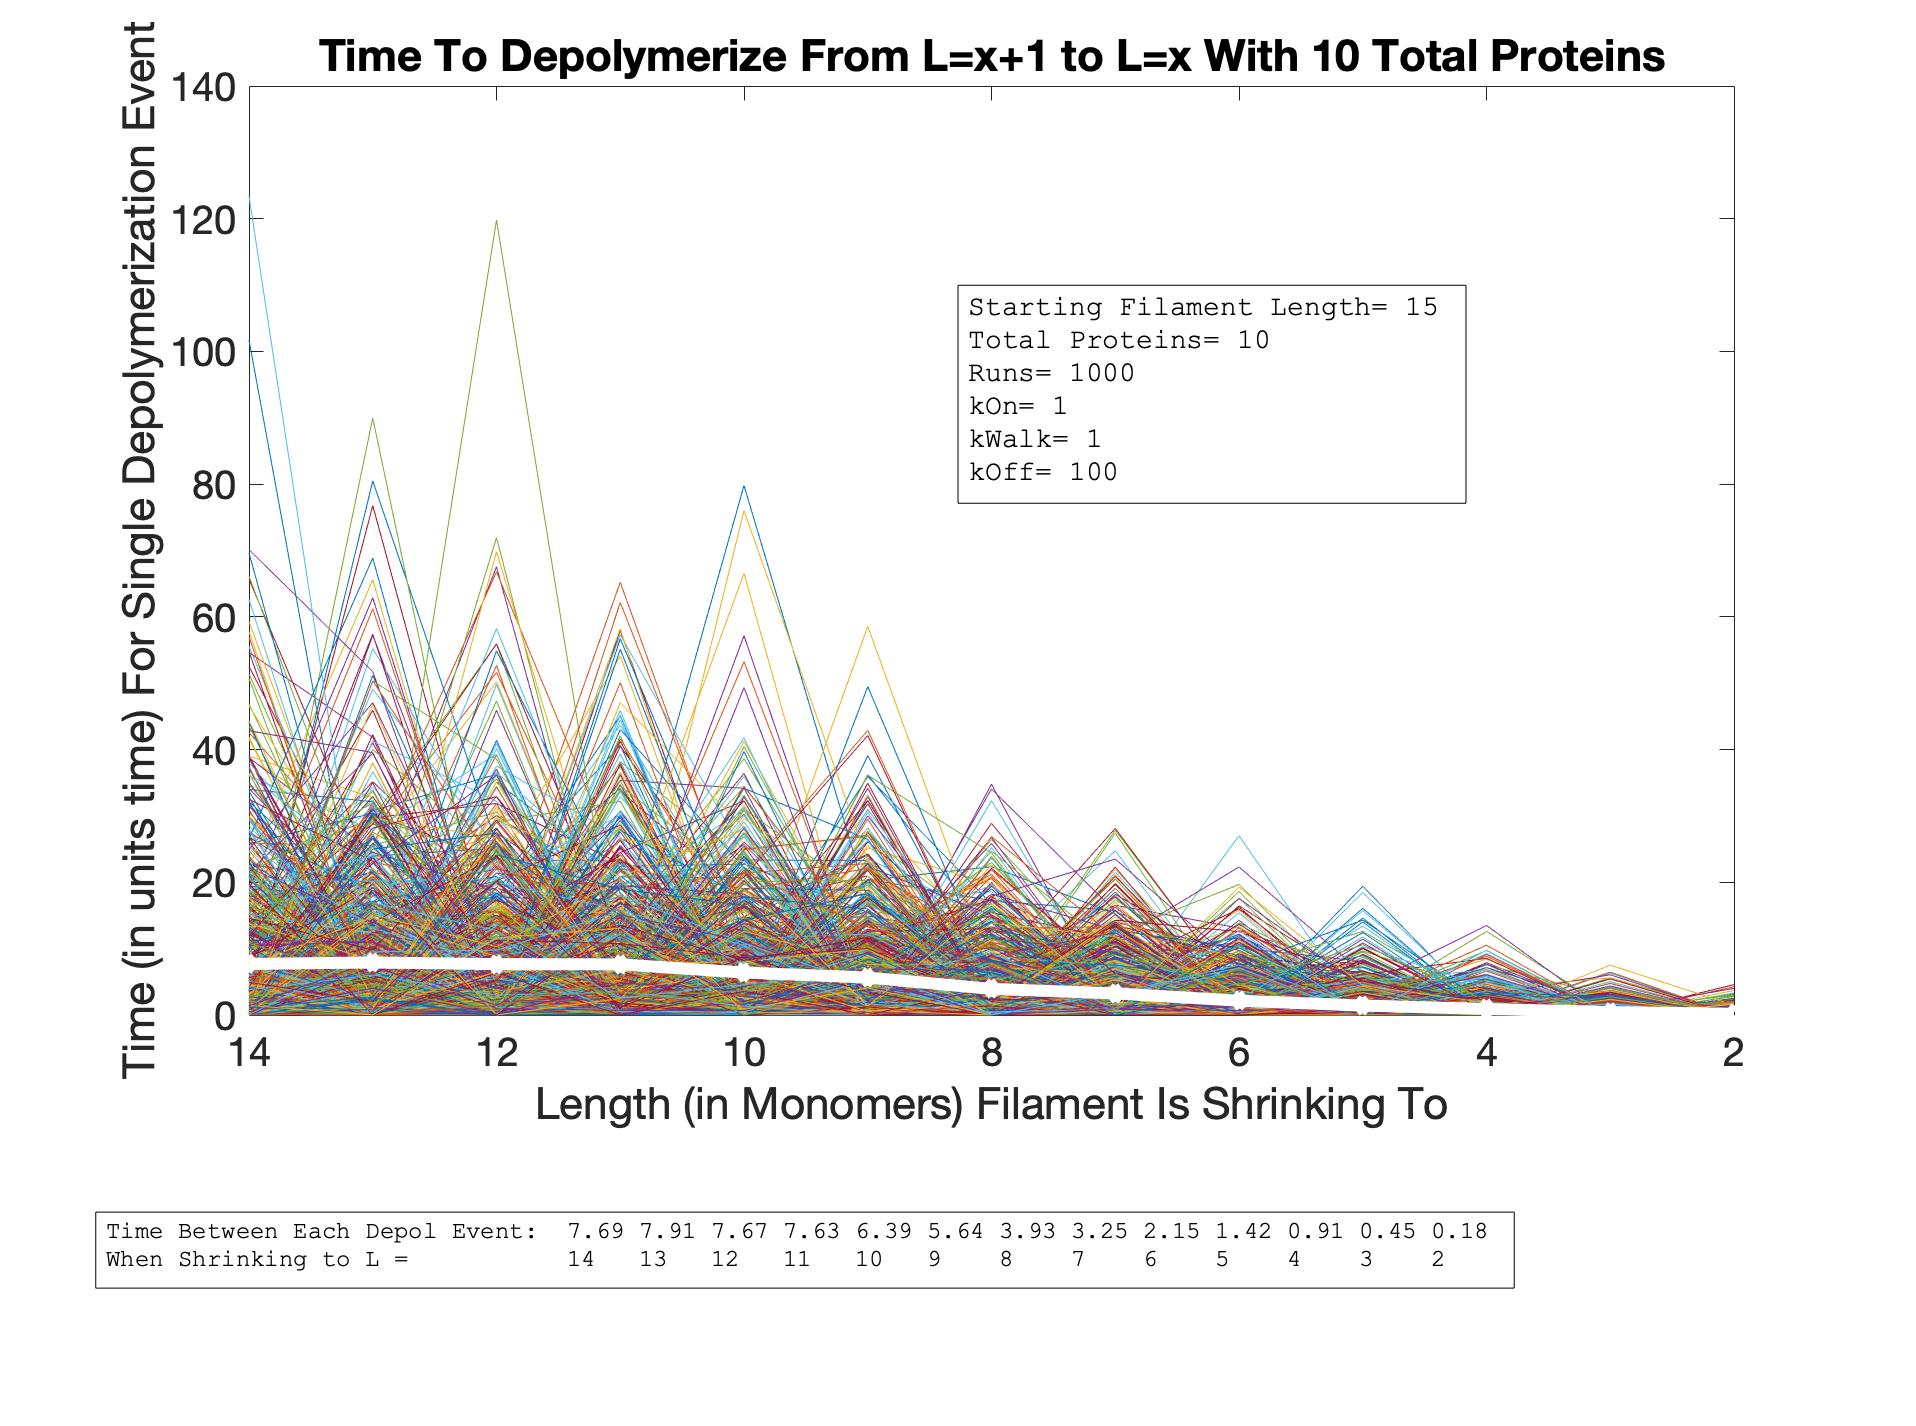 Time To Depolymerize From L=x+1 to L=x With 10 Total Proteins
Time (in units time) For Single Depolymerization Event
140
120
100
80
60
40
20
0
Starting Filament Length= 15
Total Proteins= 10
Runs= 1000
kOn= 1
kWalk= 1
kOff= 100
14 12 10 8 6 4 2
Length (in Monomers) Filament Is Shrinking To
Time Between Each Depol Event: 7.69 7.91 7.67 7.63 6.39 5.64 3.93 3.25 2.15 1.42 0.91 0.45 0.18
When Shrinking to L = 14 13 12 11 10 9 8 7 6 5 4 3 2